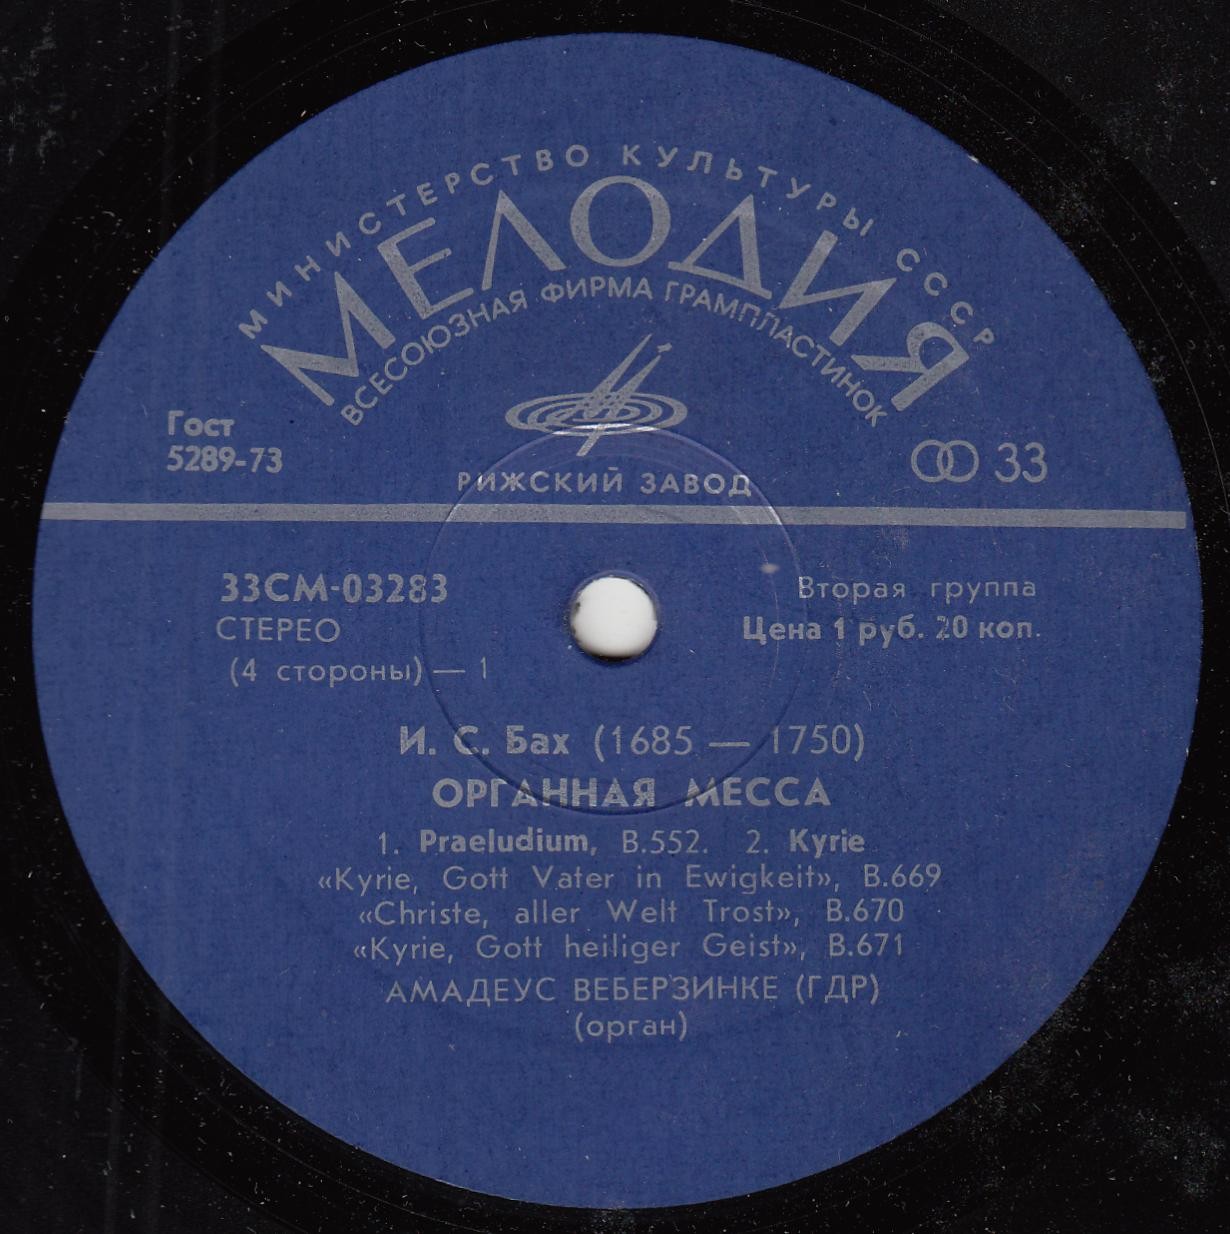 МИНИСТЕРСТВО КУЛЬТУРЫ СССР
МЕЛОДИЯ
ВСЕСОЮЗНАЯ ФИРМА ГРАМПЛАСТИНОК
Гост
5289-73
33
РИЖСКИЙ ЗАВОД
33СМ-03283
СТЕРЕО
(4 стороны) — 1
Вторая группа
Цена 1 руб. 20 коп.
И. С. Бах (1685 — 1750)
ОРГАННАЯ МЕССА
1. Praeludium, B.552. 2. Kyrie
«Kyrie, Gott Vater in Ewigkeit», B.669
«Christe, aller Welt Trost», B.670
«Kyrie, Gott heiliger Geist», B.671
АМАДЕУС ВЕБЕРЗИНКЕ (ГДР)
(орган)